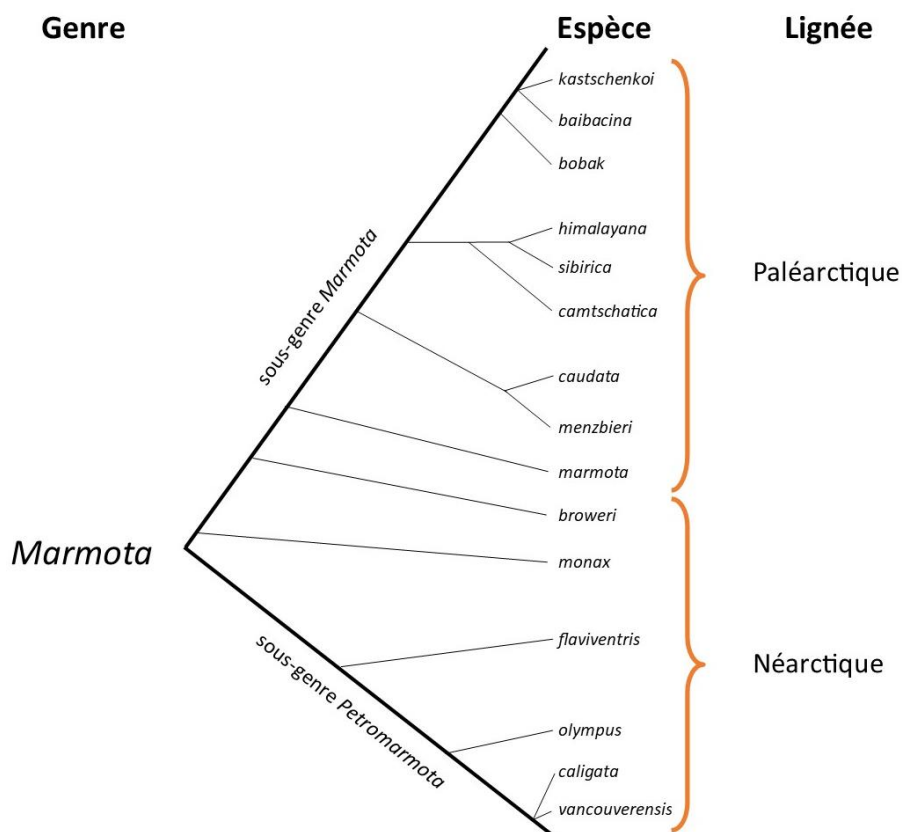 Genre Espèce Lignée
kastschenkoi
baibacina
bobak
himalayana
sibirica
camtschatica
caudata
menzbieri
marmota
broweri
monax
flaviventris
olympus
caligata
vancouverensis
sous-genre Marmota
sous-genre Petromarmota
Marmota
Paléarctique
Néarctique